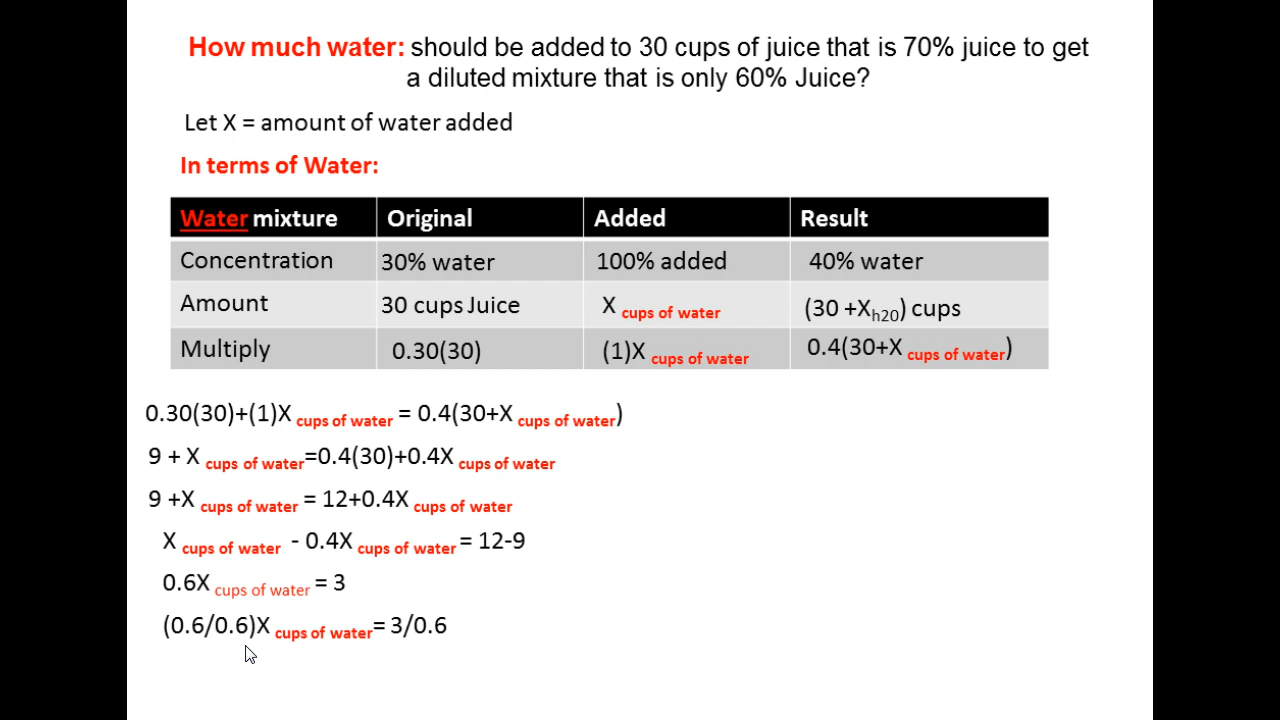 How much water: should be added to 30 cups of juice that is 70% juice to get
a diluted mixture that is only 60% Juice?
Let X = amount of water added
In terms of Water:
Water mixture Original Added Result
Concentration 30% water 100% added 40% water
Amount 30 cups Juice X cups of water (30 +Xh20) cups
Multiply 0.30(30) (1)X cups of water 0.4(30+X cups of water)
0.30(30)+(1)X cups of water = 0.4(30+X cups of water)
9 + X cups of water=0.4(30)+0.4X cups of water
9 +X cups of water = 12+0.4X cups of water
X cups of water - 0.4X cups of water = 12-9
0.6X cups of water = 3
(0.6/0.6)X cups of water= 3/0.6